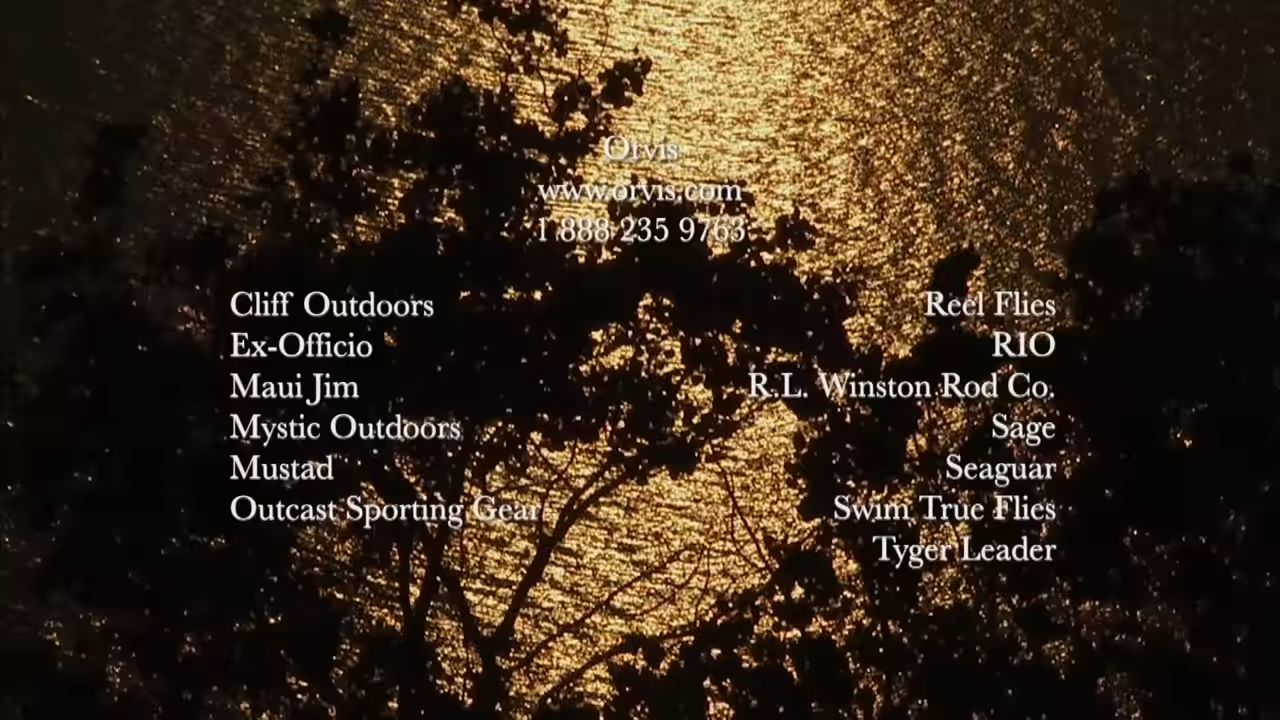 Orvis
www.orvis.com
1 888 235 9763
Cliff Outdoors
Ex-Officio
Maui Jim
Mystic Outdoors
Mustad
Outcast Sporting Gear
Reel Flies
RIO
R.L. Winston Rod Co.
Sage
Seaguar
Swim True Flies
Tyger Leader